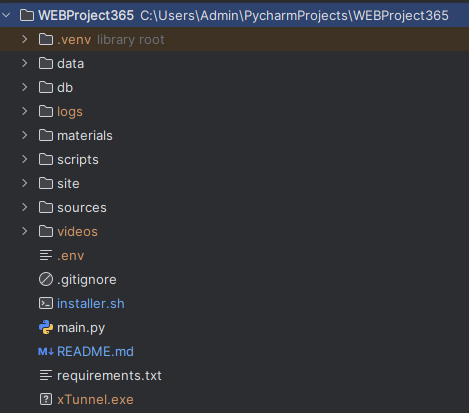 WEBProject365 C:\Users\Admin\PycharmProjects\WEBProject365
.venv library root
data
db
logs
materials
scripts
site
sources
videos
.env
.gitignore
installer.sh
main.py
M↓ README.md
requirements.txt
xTunnel.exe